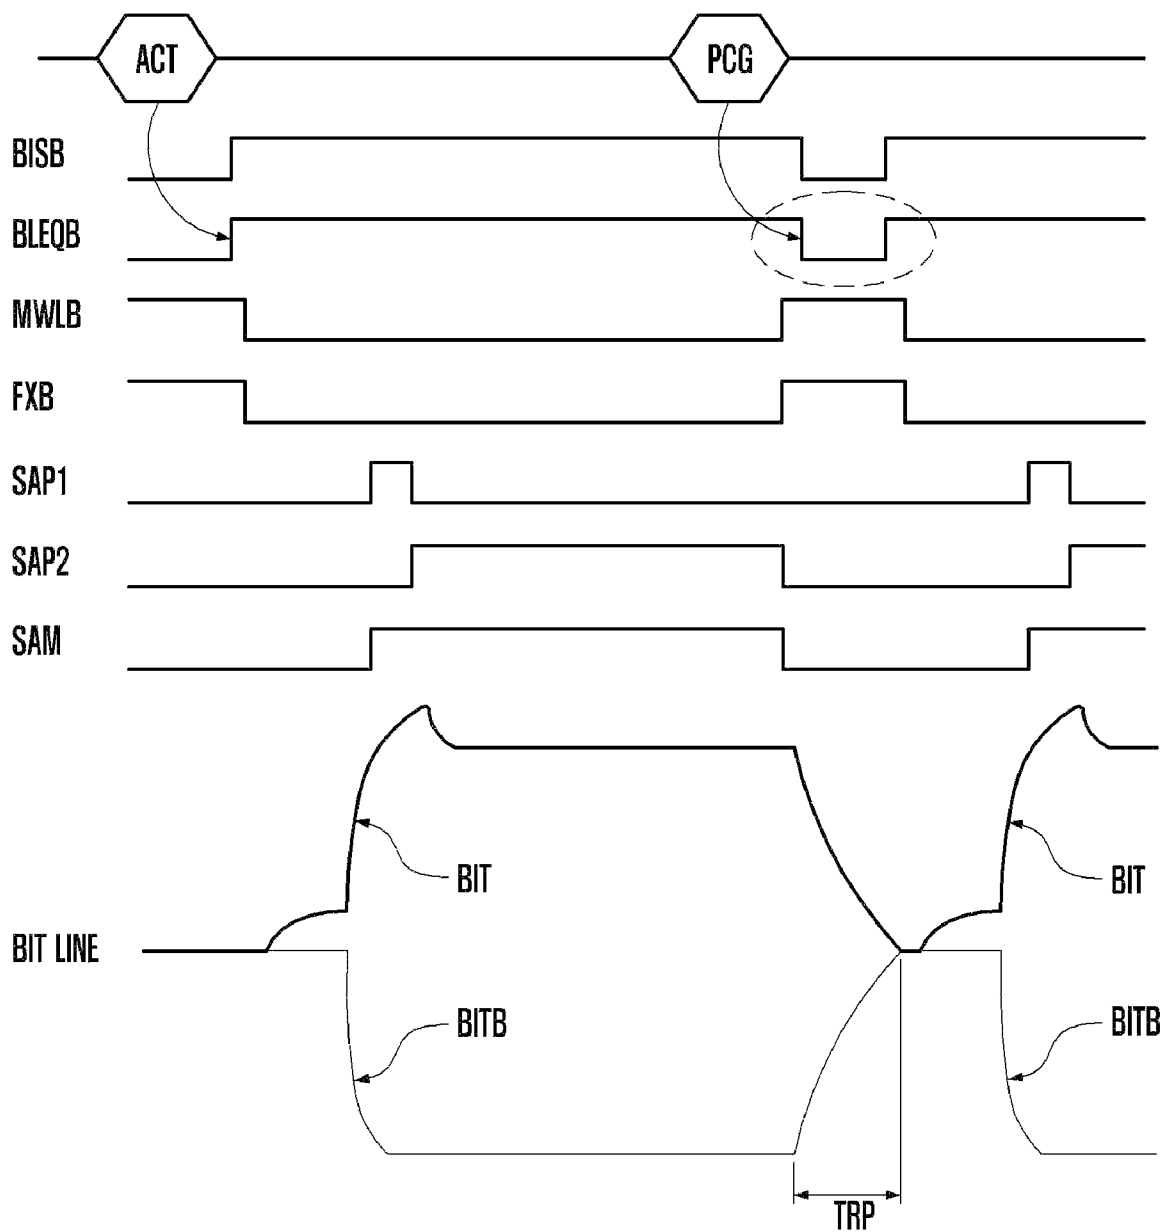 ACT
PCG
BISB
BLEQB
MWLB
FXB
SAP1
SAP2
SAM
BIT
BIT
BIT LINE
BITB
BITB
TRP